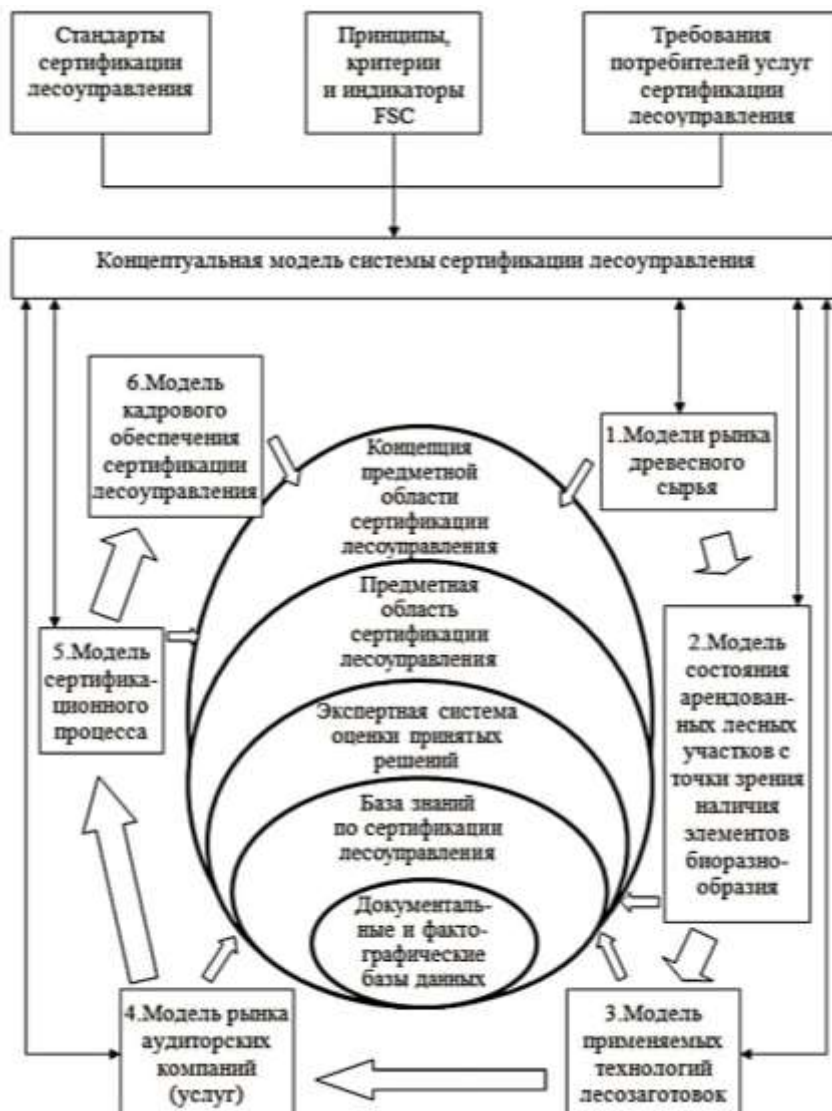 Стандарты
сертификации
лесоуправления
Принципы,
критерии
и индикаторы
FSC
Требования
потребителей услуг
сертификации
лесоуправления
Концептуальная модель системы сертификации лесоуправления
6.Модель
кадрового
обеспечения
сертификации
лесоуправления
Концепция
предметной
области
сертификации
лесоуправления
1.Модели рынка
древесного
сырья
Предметная
область
сертификации
лесоуправления
5.Модель
сертифика-
ционного
процесса
2.Модель
состояния
арендован-
ных лесных
участков с
точки зрения
наличия
элементов
биоразно-
образия
Экспертная система
оценки принятых
решений
База знаний
по сертификации
лесоуправления
Документаль-
ные и факто-
графические
базы данных
4.Модель рынка
аудиторских
компаний
(услуг)
3.Модель
применяемых
технологий
лесозаготовок